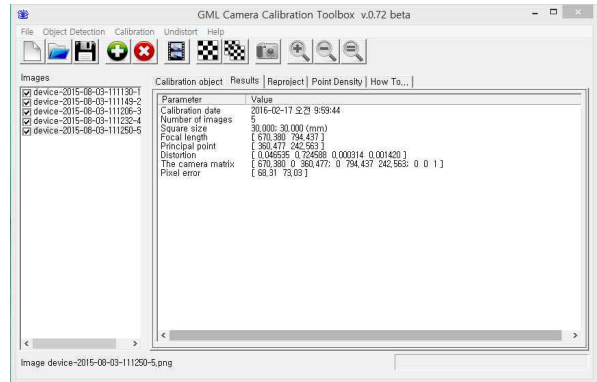 GML Camera Calibration Toolbox v.0.72 beta
File Object Detection Calibration Undistort Help
Images
device-2015-08-03-111130-1
device-2015-08-03-111149-2
device-2015-08-03-111206-3
device-2015-08-03-111232-4
device-2015-08-03-111250-5
Calibration object Results Reproject Point Density How To...
Parameter Value
Calibration date 2016-02-17 오전 9:59:44
Number of images 5
Square size 30,000; 30,000 (mm)
Focal length [ 670,380 794,437 ]
Principal point [ 360,477 242,563 ]
Distortion [ 0,046535 0,724588 0,000314 0,001420 ]
The camera matrix [ 670,380 0 360,477; 0 794,437 242,563; 0 0 1 ]
Pixel error [ 68,31 73,03 ]
Image device-2015-08-03-111250-5.png